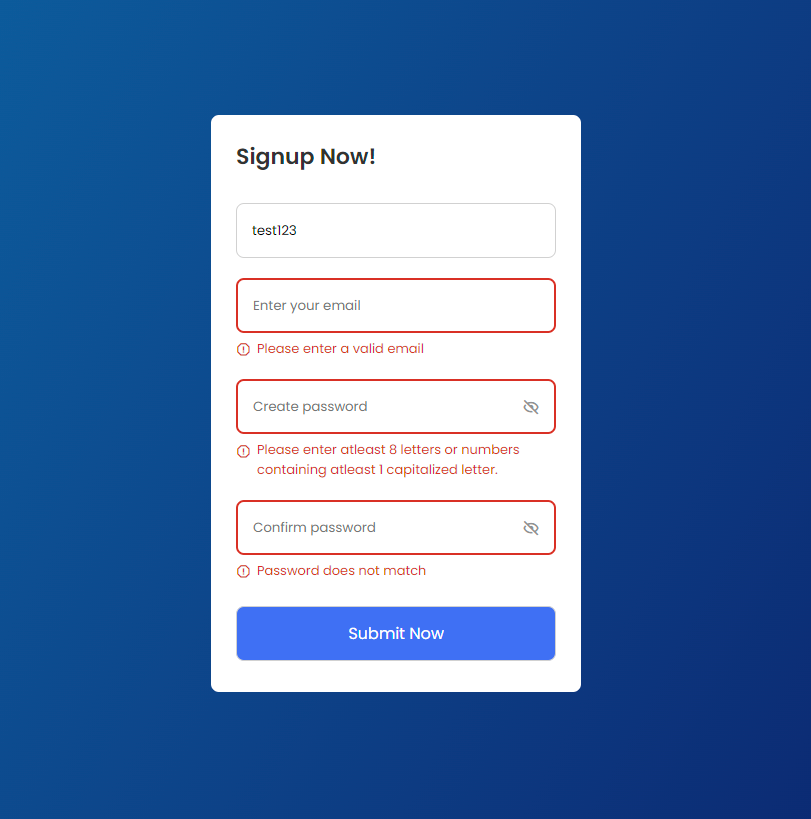 Signup Now!
test123
Enter your email
Please enter a valid email
Create password
Please enter atleast 8 letters or numbers
containing atleast 1 capitalized letter.
Confirm password
Password does not match
Submit Now